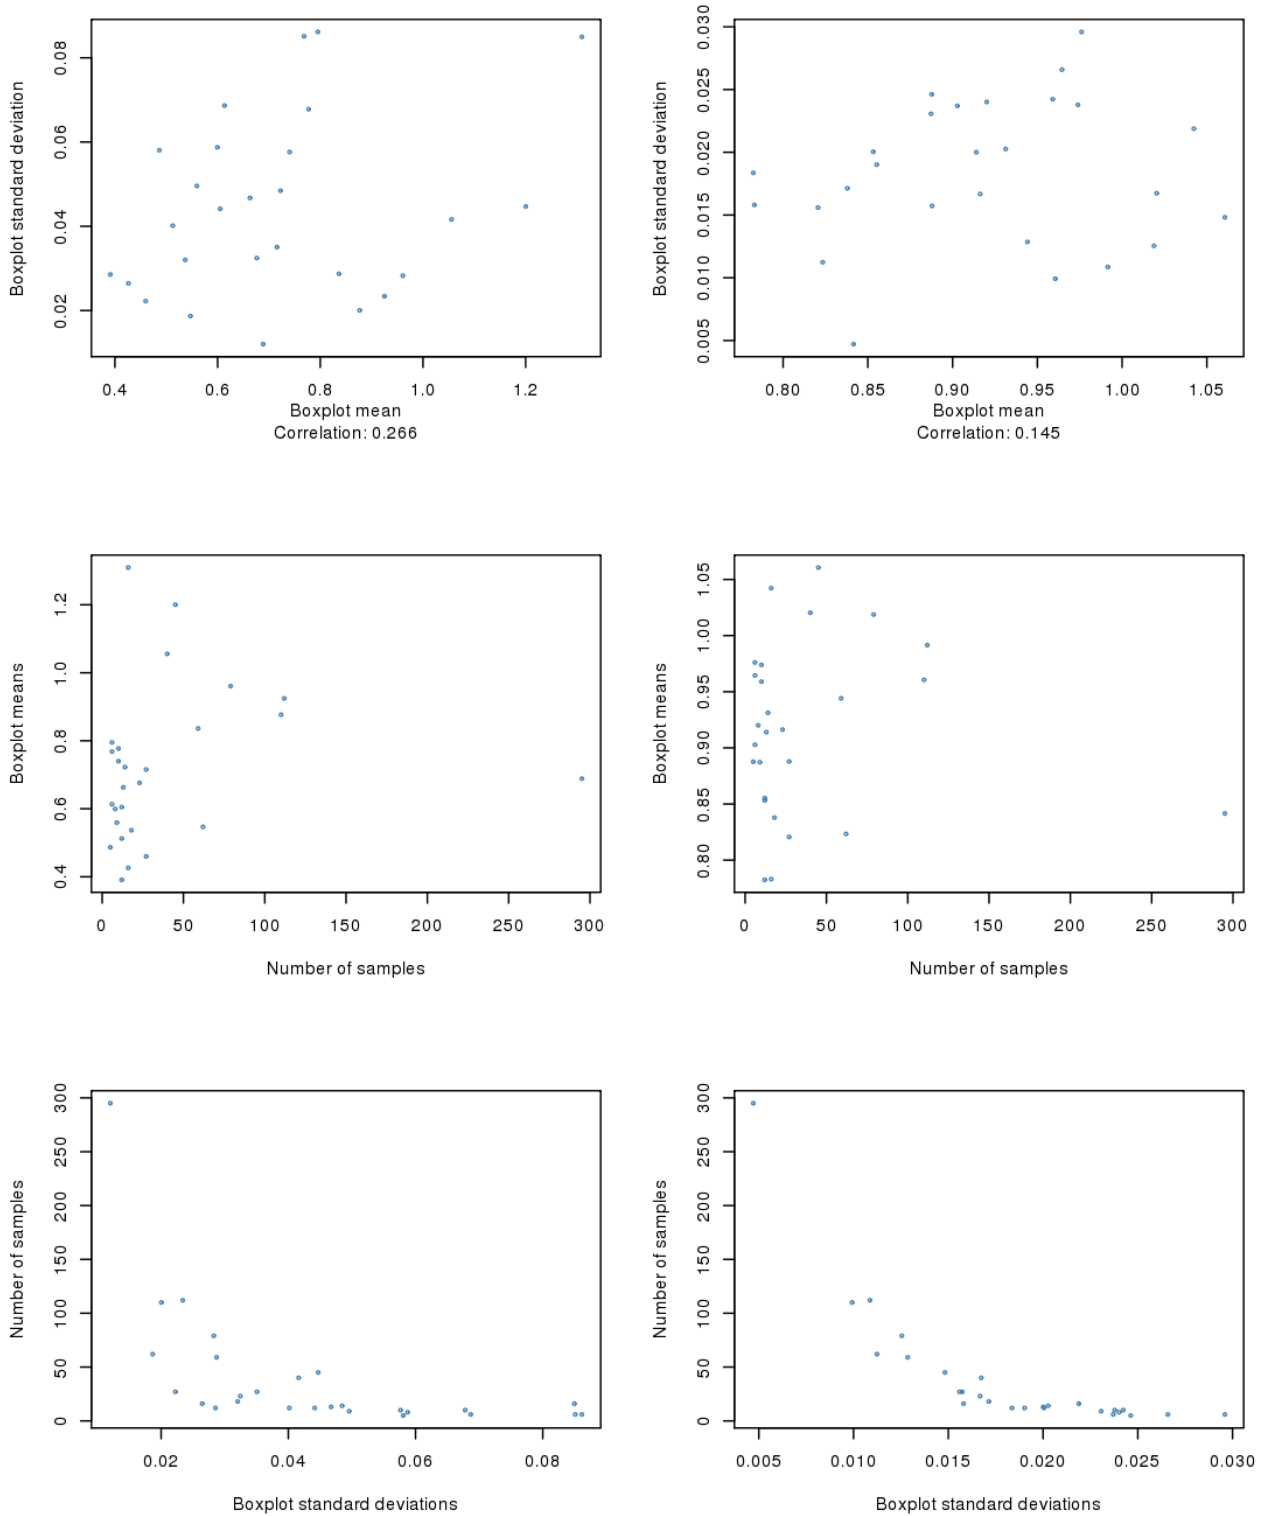 Boxplot standard deviation
0.02 0.04 0.06 0.08
0.4 0.6 0.8 1.0 1.2
Boxplot mean
Correlation: 0.266
Boxplot standard deviation
0.005 0.010 0.015 0.020 0.025 0.030
0.80 0.85 0.90 0.95 1.00 1.05
Boxplot mean
Correlation: 0.145
Boxplot means
0.4 0.6 0.8 1.0 1.2
0 50 100 150 200 250 300
Number of samples
Boxplot means
0.80 0.85 0.90 0.95 1.00 1.05
0 50 100 150 200 250 300
Number of samples
Number of samples
0 50 100 150 200 250 300
0.02 0.04 0.06 0.08
Boxplot standard deviations
Number of samples
0 50 100 150 200 250 300
0.005 0.010 0.015 0.020 0.025 0.030
Boxplot standard deviations